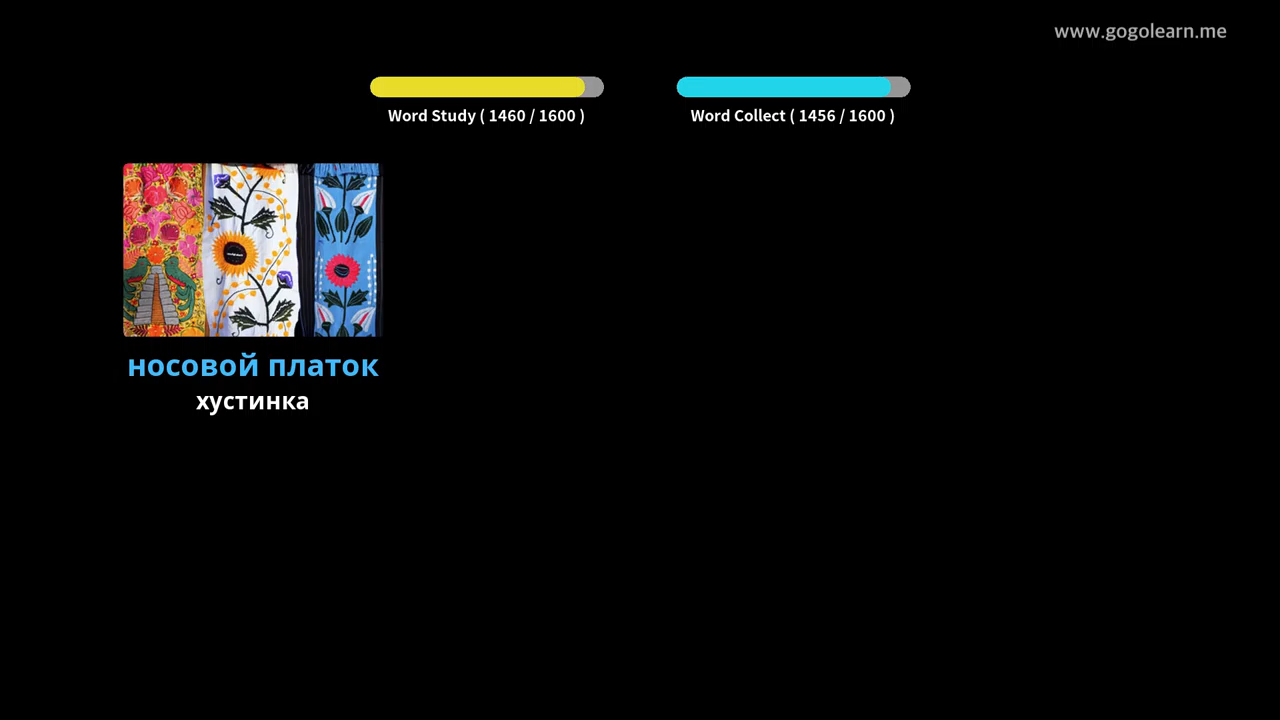 www.gogolearn.me
Word Study ( 1460 / 1600 )
Word Collect ( 1456 / 1600 )
носовой платок
хустинка